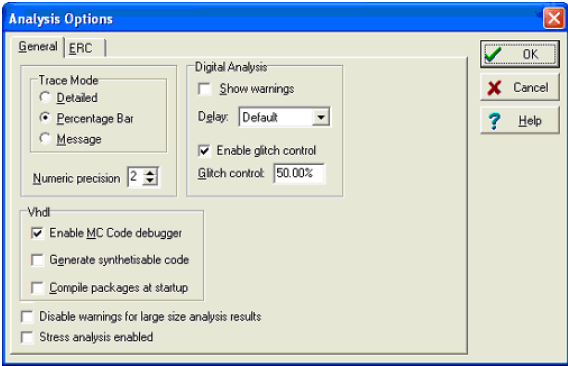 Analysis Options
General
ERC
Trace Mode
Detailed
Percentage Bar
Message
Numeric precision 2
Digital Analysis
Show warnings
Delay: Default
Enable glitch control
Glitch control: 50.00%
Vhdl
Enable MC Code debugger
Generate synthetisable code
Compile packages at startup
Disable warnings for large size analysis results
Stress analysis enabled
OK
Cancel
Help